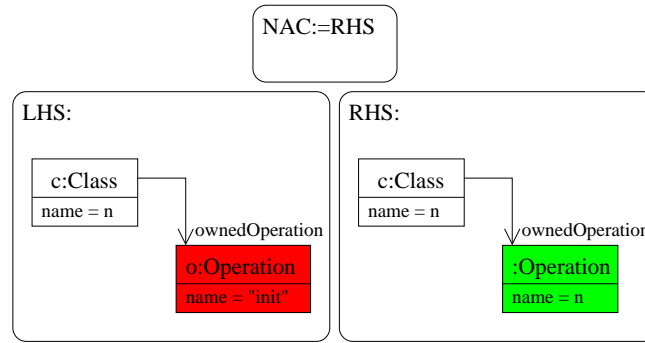 NAC:=RHS
LHS:
c:Class
name = n
ownedOperation
o:Operation
name = "init"
RHS:
c:Class
name = n
ownedOperation
:Operation
name = n